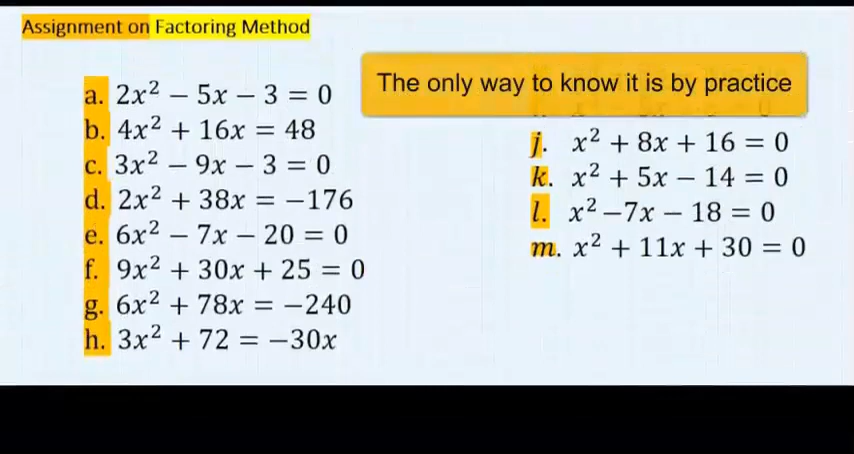 Assignment on Factoring Method
The only way to know it is by practice
a. 2x² – 5x – 3 = 0
b. 4x² + 16x = 48
c. 3x² – 9x – 3 = 0
d. 2x² + 38x = –176
e. 6x² – 7x – 20 = 0
f. 9x² + 30x + 25 = 0
g. 6x² + 78x = –240
h. 3x² + 72 = –30x
j. x² + 8x + 16 = 0
k. x² + 5x – 14 = 0
l. x² –7x – 18 = 0
m. x² + 11x + 30 = 0